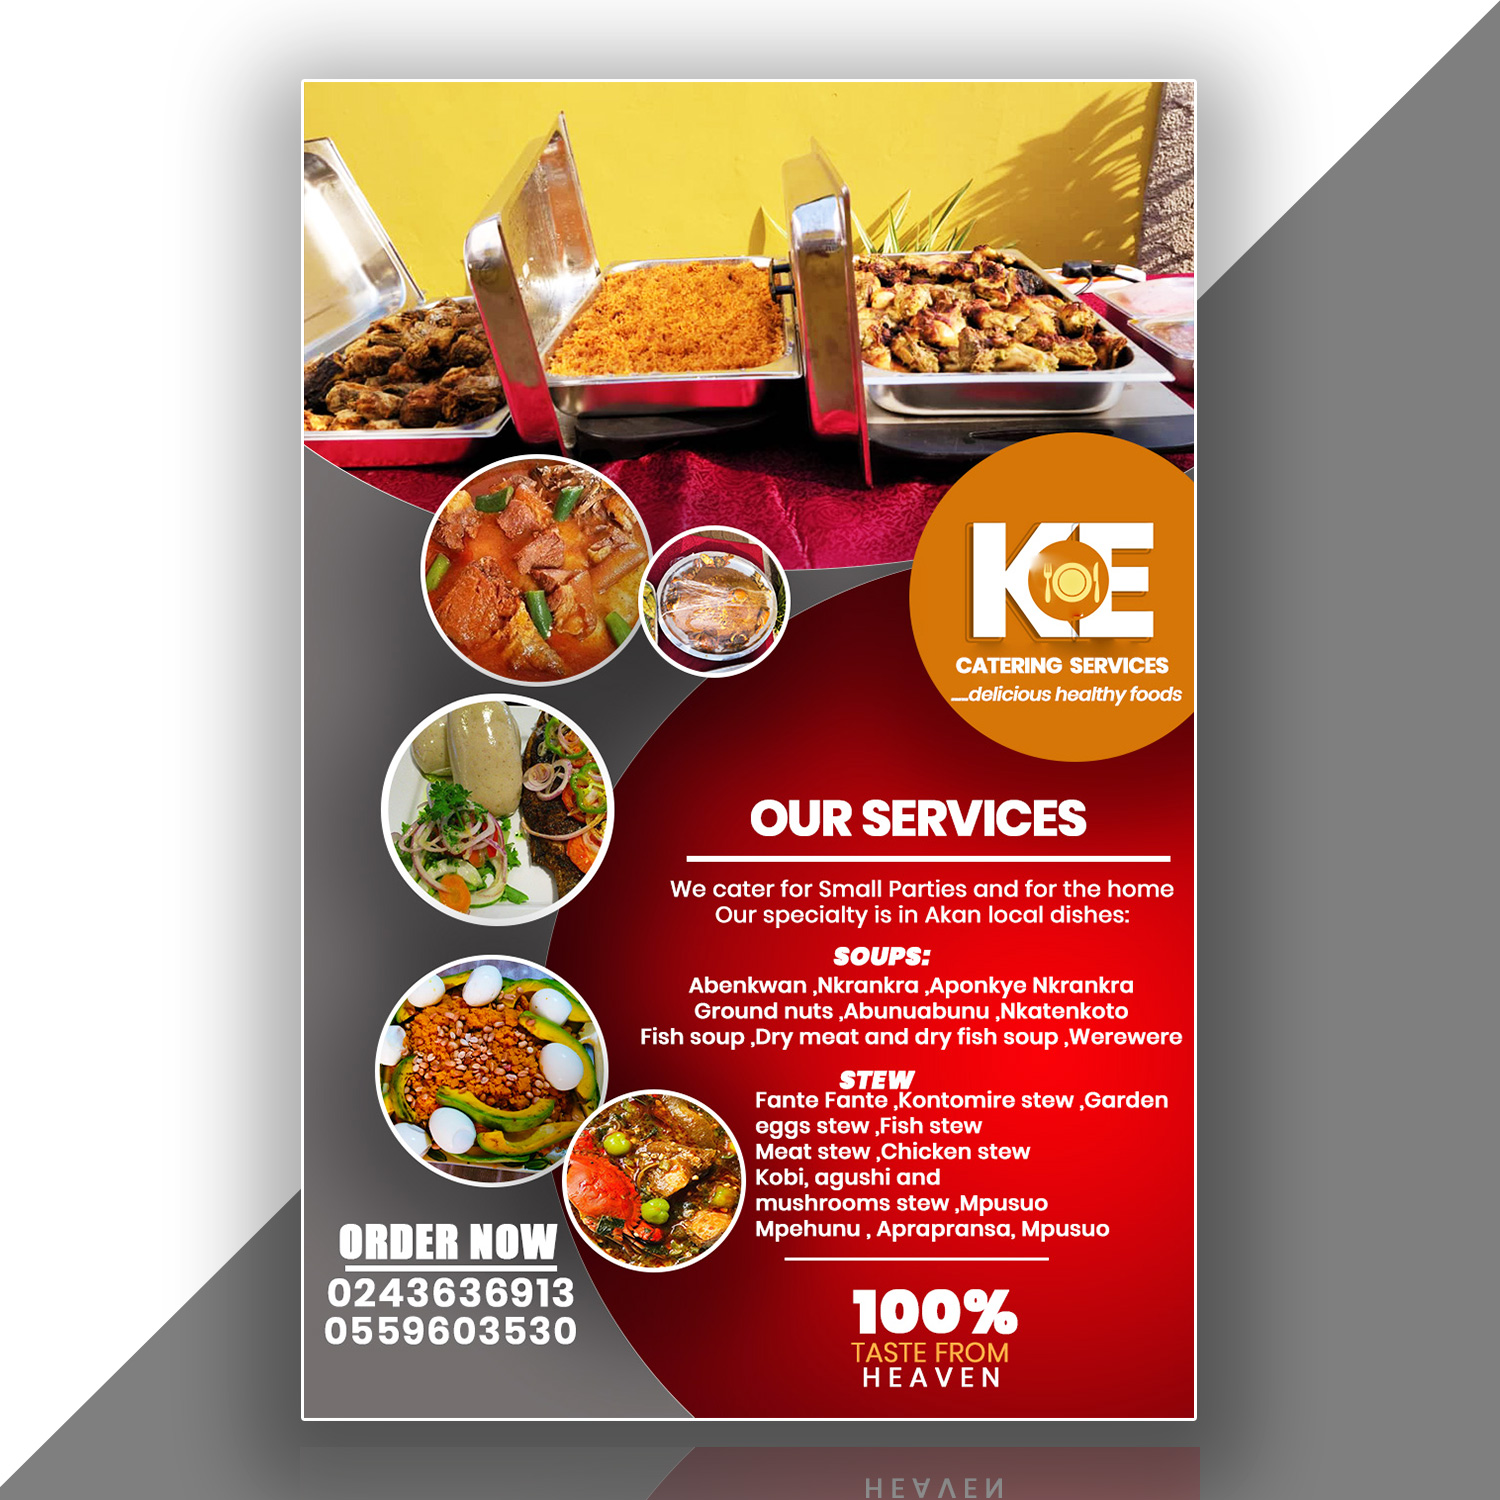 KE
CATERING SERVICES
....delicious healthy foods
OUR SERVICES
We cater for Small Parties and for the home
Our specialty is in Akan local dishes:
SOUPS:
Abenkwan ,Nkrankra ,Aponkye Nkrankra
Ground nuts ,Abunuabunu ,Nkatenkoto
Fish soup ,Dry meat and dry fish soup ,Werewere
STEW
Fante Fante ,Kontomire stew ,Garden
eggs stew ,Fish stew
Meat stew ,Chicken stew
Kobi, agushi and
mushrooms stew ,Mpusuo
Mpehunu , Aprapransa, Mpusuo
ORDER NOW
0243636913
0559603530
100%
TASTE FROM
HEAVEN
HEAVEN